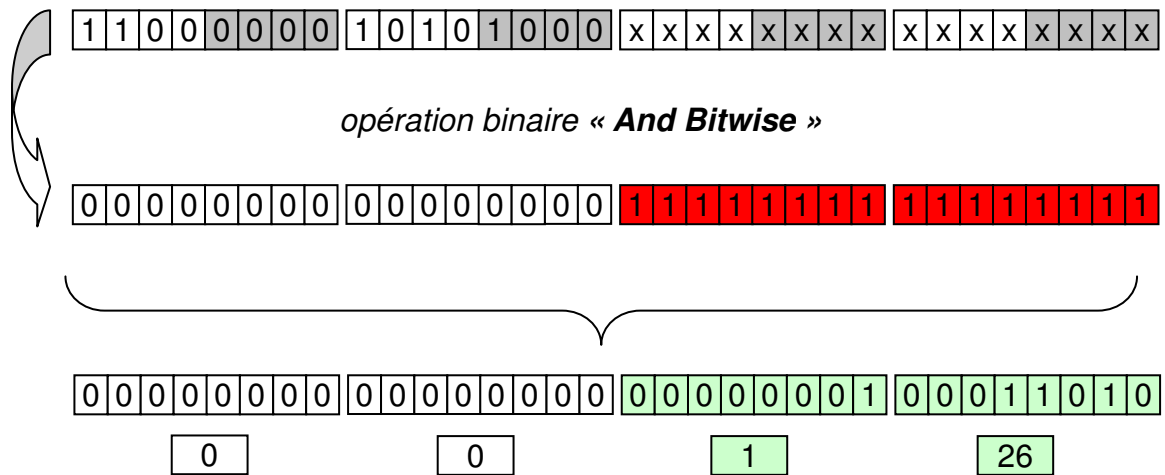 1 1 0 0 0 0 0 0 1 0 1 0 1 0 0 0 x x x x x x x x x x x x x x x x
opération binaire « And Bitwise »
0 0 0 0 0 0 0 0 0 0 0 0 0 0 0 0 1 1 1 1 1 1 1 1 1 1 1 1 1 1 1 1
0 0 0 0 0 0 0 0 0 0 0 0 0 0 0 0 0 0 0 0 0 0 0 1 0 0 0 1 1 0 1 0
0 0 1 26